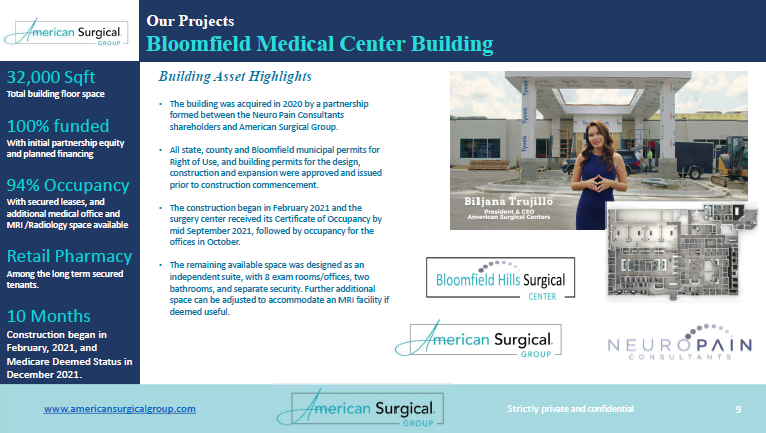 American Surgical.
GROUP
Our Projects
Bloomfield Medical Center Building
32,000 Sqft
Total building floor space
100% funded
With initial partnership equity
and planned financing
94% Occupancy
With secured leases, and
additional medical office and
MRI /Radiology space available
Retail Pharmacy
Among the long term secured
tenants.
10 Months
Construction began in
February, 2021, and
Medicare Deemed Status in
December 2021.
Building Asset Highlights
• The building was acquired in 2020 by a partnership
formed between the Neuro Pain Consultants
shareholders and American Surgical Group.
• All state, county and Bloomfield municipal permits for
Right of Use, and building permits for the design,
construction and expansion were approved and issued
prior to construction commencement.
• The construction began in February 2021 and the
surgery center received its Certificate of Occupancy by
mid September 2021, followed by occupancy for the
offices in October.
• The remaining available space was designed as an
independent suite, with 8 exam rooms/offices, two
bathrooms, and separate security. Further additional
space can be adjusted to accommodate an MRI facility if
deemed useful.
Tyvek
Tyvek
Tyvek
Biljana Trujillo
President & CEO
American Surgical Centers
Bloomfield Hills Surgical
CENTER
American Surgical.
GROUP
NEUROPAIN
CONSULTANTS
www.americansurgicalgroup.com
American Surgical.
GROUP
Strictly private and confidential
9